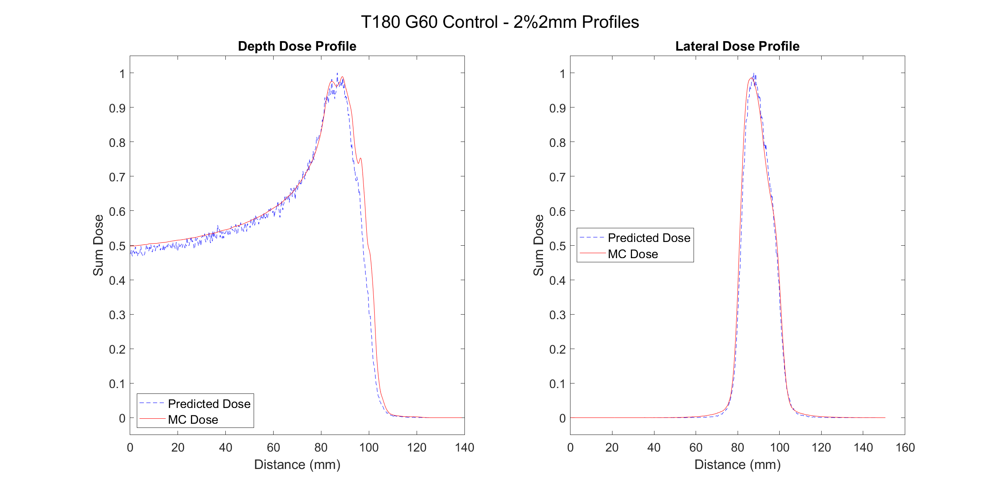 T180 G60 Control - 2%2mm Profiles
Depth Dose Profile
1
0.9
0.8
0.7
0.6
0.5
0.4
0.3
0.2
0.1
0
Sum Dose
Predicted Dose
MC Dose
0 20 40 60 80 100 120 140
Distance (mm)
Lateral Dose Profile
1
0.9
0.8
0.7
0.6
0.5
0.4
0.3
0.2
0.1
0
Sum Dose
Predicted Dose
MC Dose
0 20 40 60 80 100 120 140 160
Distance (mm)